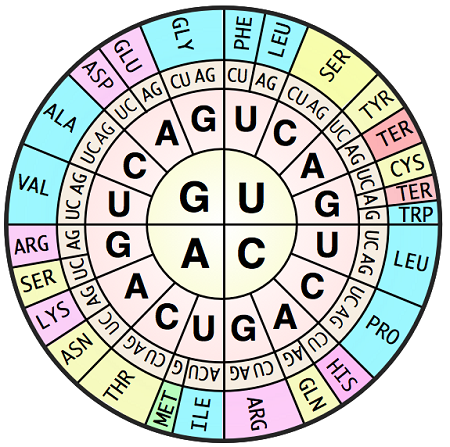 PHE
LEU
SER
TYR
TER
CYS
TER
TRP
LEU
PRO
HIS
GLN
ARG
ILE
MET
THR
ASN
LYS
SER
ARG
VAL
ALA
ASP
GLU
GLY
CU
AG
CU AG
UC
AG
UC
A
G
UC AG
UC AG
UC
AG
CU AG
ACU
G
CU AG
UC
AG
UC
AG
UC AG
UC AG
UC
AG
CU AG
U
C
A
G
U
C
A
G
U
C
A
G
U
C
A
G
G U
A C